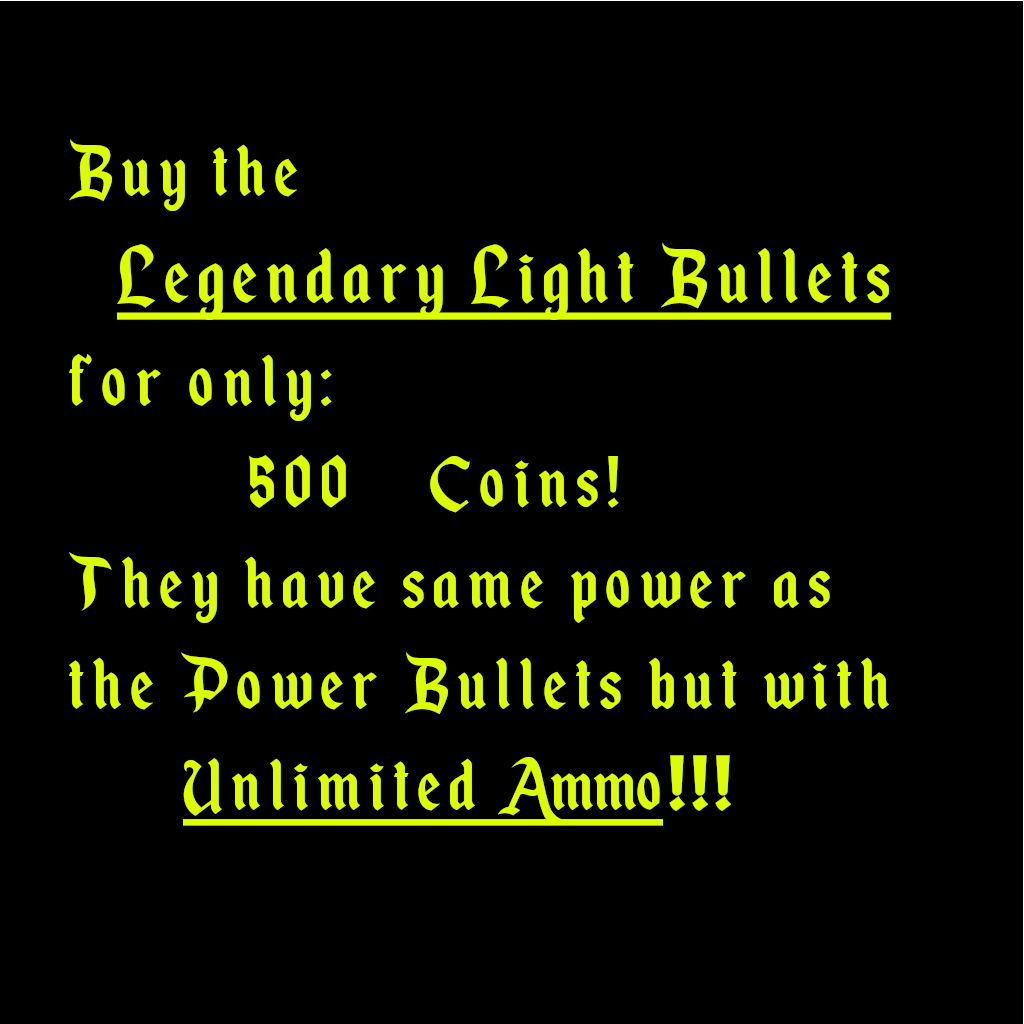 Buy the
Legendary Light Bullets
for only:
500 Coins!
They have same power as
the Power Bullets but with
Unlimited Ammo!!!